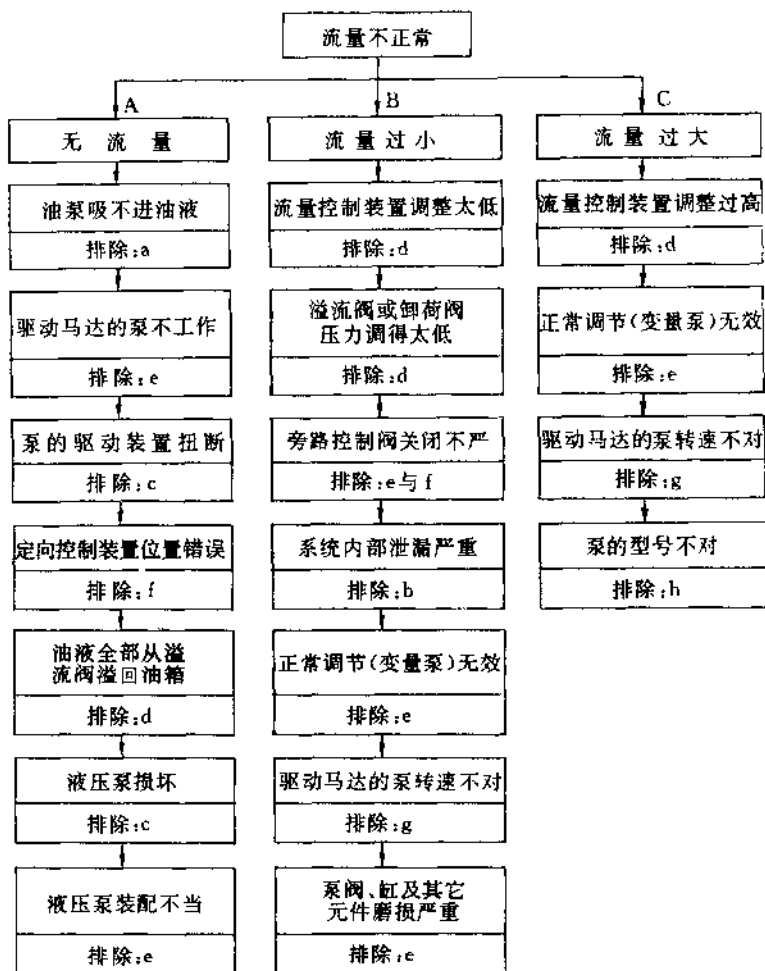 流量不正常
A
无流量
油泵吸不进油液
排除:a
驱动马达的泵不工作
排除:e
泵的驱动装置扭断
排除:c
定向控制装置位置错误
排除:f
油液全部从溢
流阀溢回油箱
排除:d
液压泵损坏
排除:c
液压泵装配不当
排除:e
B
流量过小
流量控制装置调整太低
排除:d
溢流阀或卸荷阀
压力调得太低
排除:d
旁路控制阀关闭不严
排除:e与f
系统内部泄漏严重
排除:b
正常调节(变量泵)无效
排除:e
驱动马达的泵转速不对
排除:g
泵阀、缸及其它
元件磨损严重
排除:e
C
流量过大
流量控制装置调整过高
排除:d
正常调节(变量泵)无效
排除:e
驱动马达的泵转速不对
排除:g
泵的型号不对
排除:h